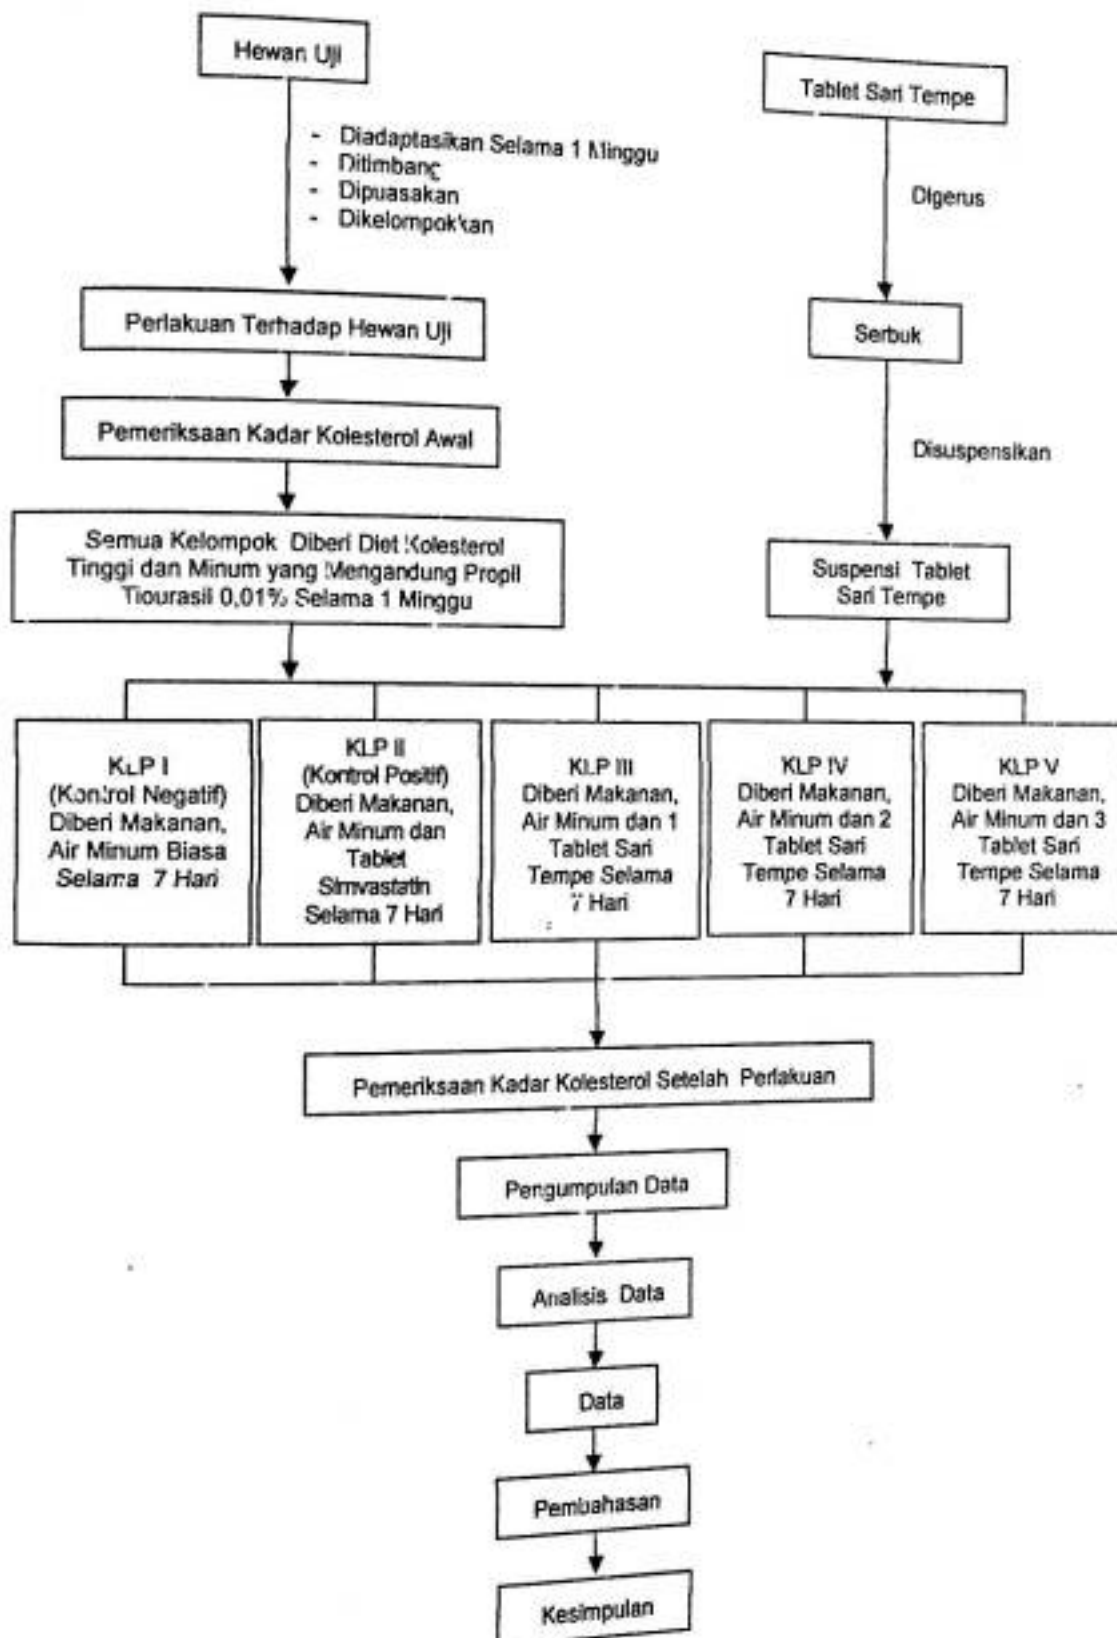 Hewan Uji
Tablet Sari Tempe
- Diadaptasikan Selama 1 Minggu
- Ditimbang
- Dipuasakan
- Dikelompokkan
Digerus
Perlakuan Terhadap Hewan Uji
Serbuk
Pemeriksaan Kadar Kolesterol Awal
Disuspensikan
Semua Kelompok Diberi Diet Kolesterol
Tinggi dan Minum yang Mengandung Propil
Tiourasil 0,01% Selama 1 Minggu
Suspensi Tablet
Sari Tempe
KLP I
(Kontrol Negatif)
Diberi Makanan,
Air Minum Biasa
Selama 7 Hari
KLP II
(Kontrol Positif)
Diberi Makanan,
Air Minum dan
Tablet
Simvastatin
Selama 7 Hari
KLP III
Diberi Makanan,
Air Minum dan 1
Tablet Sari
Tempe Selama
7 Hari
KLP IV
Diberi Makanan,
Air Minum dan 2
Tablet Sari
Tempe Selama
7 Hari
KLP V
Diberi Makanan,
Air Minum dan 3
Tablet Sari
Tempe Selama
7 Hari
Pemeriksaan Kadar Kolesterol Setelah Perlakuan
Pengumpulan Data
Analisis Data
Data
Pembahasan
Kesimpulan